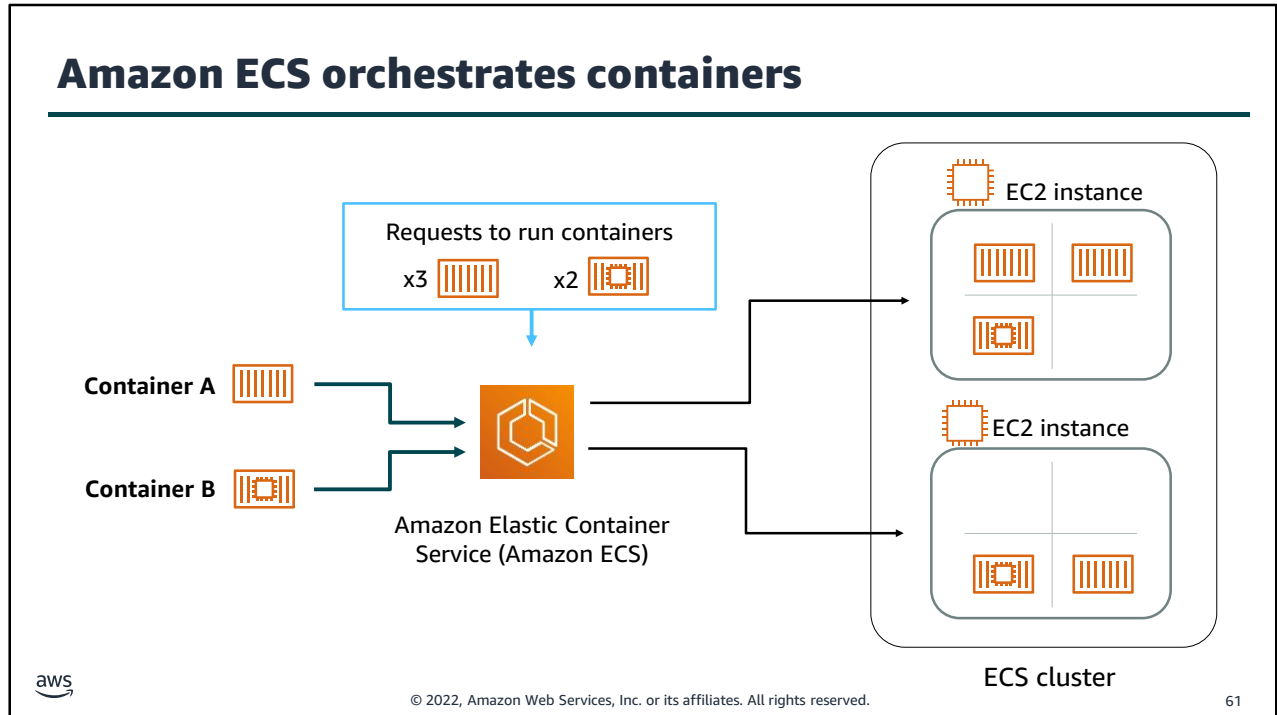 Amazon ECS orchestrates containers
Requests to run containers
x3
x2
Container A
Container B
Amazon Elastic Container
Service (Amazon ECS)
EC2 instance
EC2 instance
ECS cluster
aws
© 2022, Amazon Web Services, Inc. or its affiliates. All rights reserved.
61